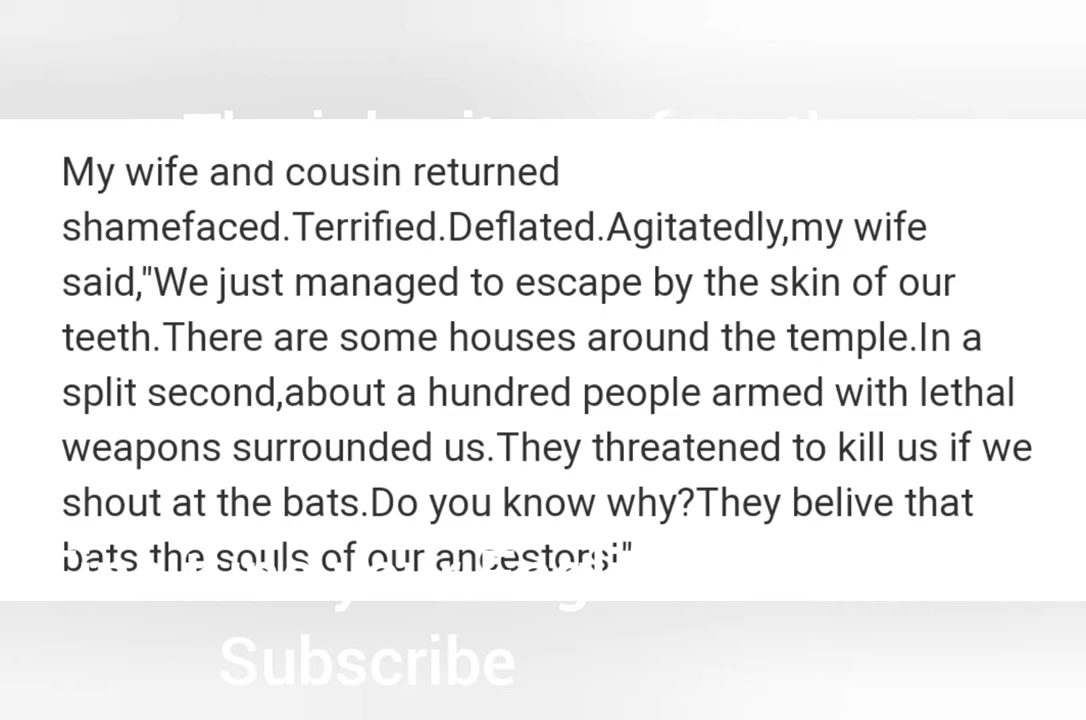 My wife and cousin returned
shamefaced.Terrified.Deflated.Agitatedly,my wife
said,"We just managed to escape by the skin of our
teeth.There are some houses around the temple.In a
split second,about a hundred people armed with lethal
weapons surrounded us.They threatened to kill us if we
shout at the bats.Do you know why?They belive that
bats the souls of our ancestors!"
Subscribe